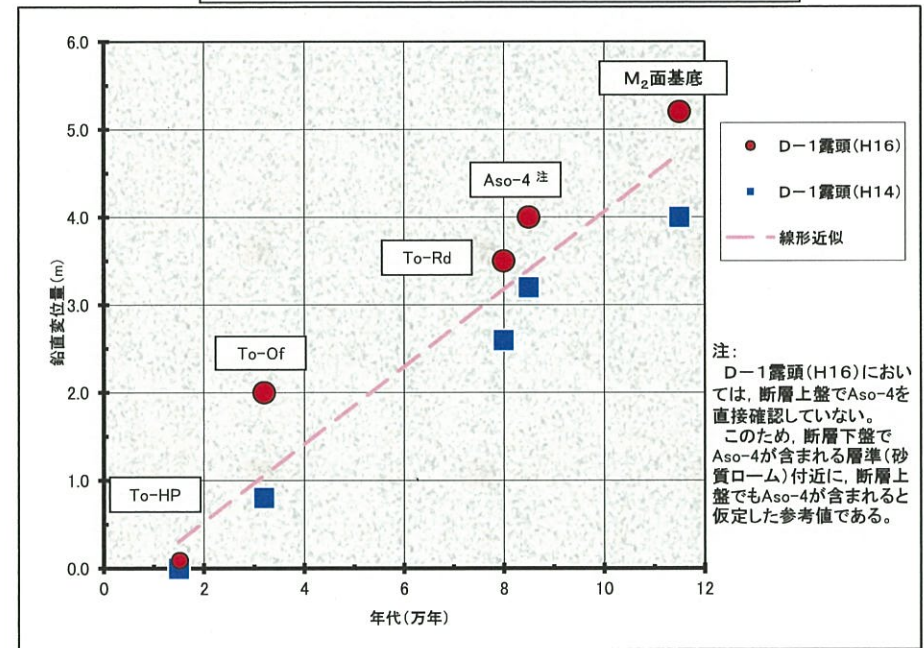 6.0
5.0
4.0
3.0
2.0
1.0
0.0
鉛直変位量(m)
0 2 4 6 8 10 12
年代(万年)
M₂面基底
Aso-4 注
To-Rd
To-Of
To-HP
D-1露頭(H16)
D-1露頭(H14)
線形近似
注:
D-1露頭(H16)におい
ては, 断層上盤でAso-4を
直接確認していない。
このため, 断層下盤で
Aso-4が含まれる層準(砂
質ローム)付近に, 断層上
盤でもAso-4が含まれると
仮定した参考値である。